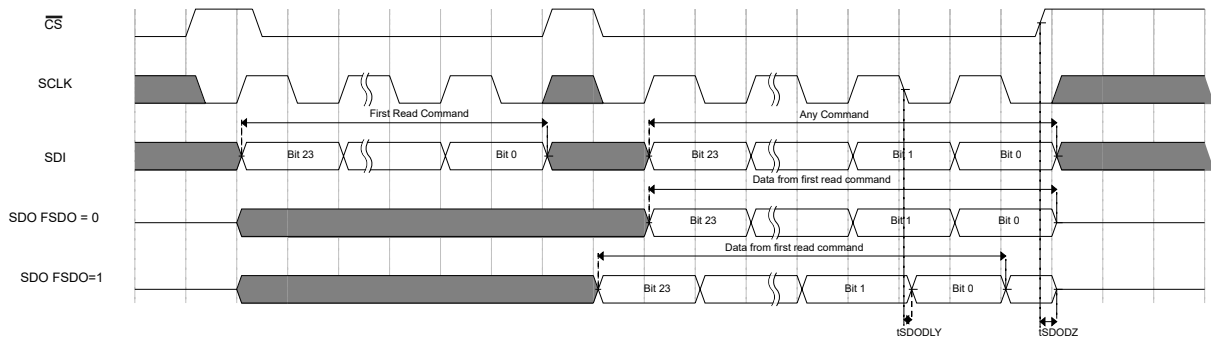 CS
SCLK
First Read Command
Any Command
SDI
Bit 23
Bit 0
Bit 23
Bit 1
Bit 0
Data from first read command
SDO FSDO = 0
Bit 23
Bit 1
Bit 0
Data from first read command
SDO FSDO=1
Bit 23
Bit 1
Bit 0
tSDODLY
tSDODZ